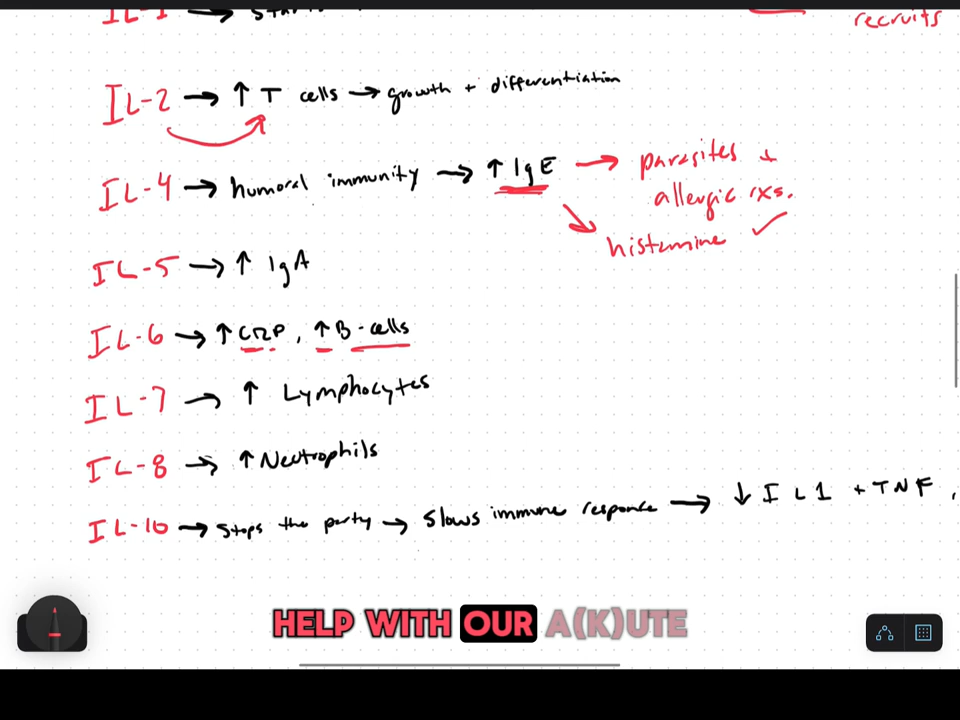 IL-1 →
recruits
IL-2 → ↑ T cells → growth + differentiation
IL-4 → humoral immunity → ↑ IgE → parasites +
allergic rxs.
histamine ✓
IL-5 → ↑ IgA
IL-6 → ↑ CRP, ↑ B-cells
IL-7 → ↑ Lymphocytes
IL-8 → ↑ Neutrophils
IL-10 → Stops the party → Slows immune response → ↓ IL1 + TNF,
HELP WITH OUR A(K)UTE